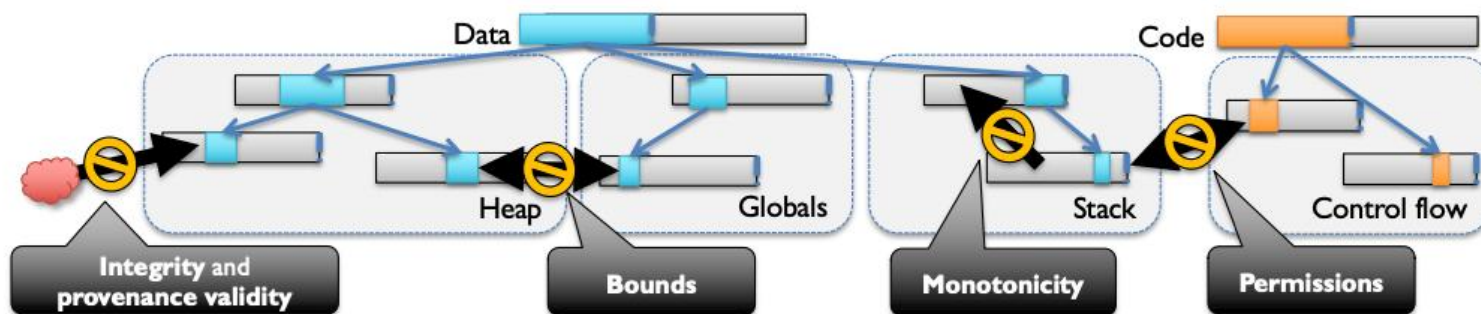 Data
Code
Heap
Globals
Stack
Control flow
Integrity and
provenance validity
Bounds
Monotonicity
Permissions